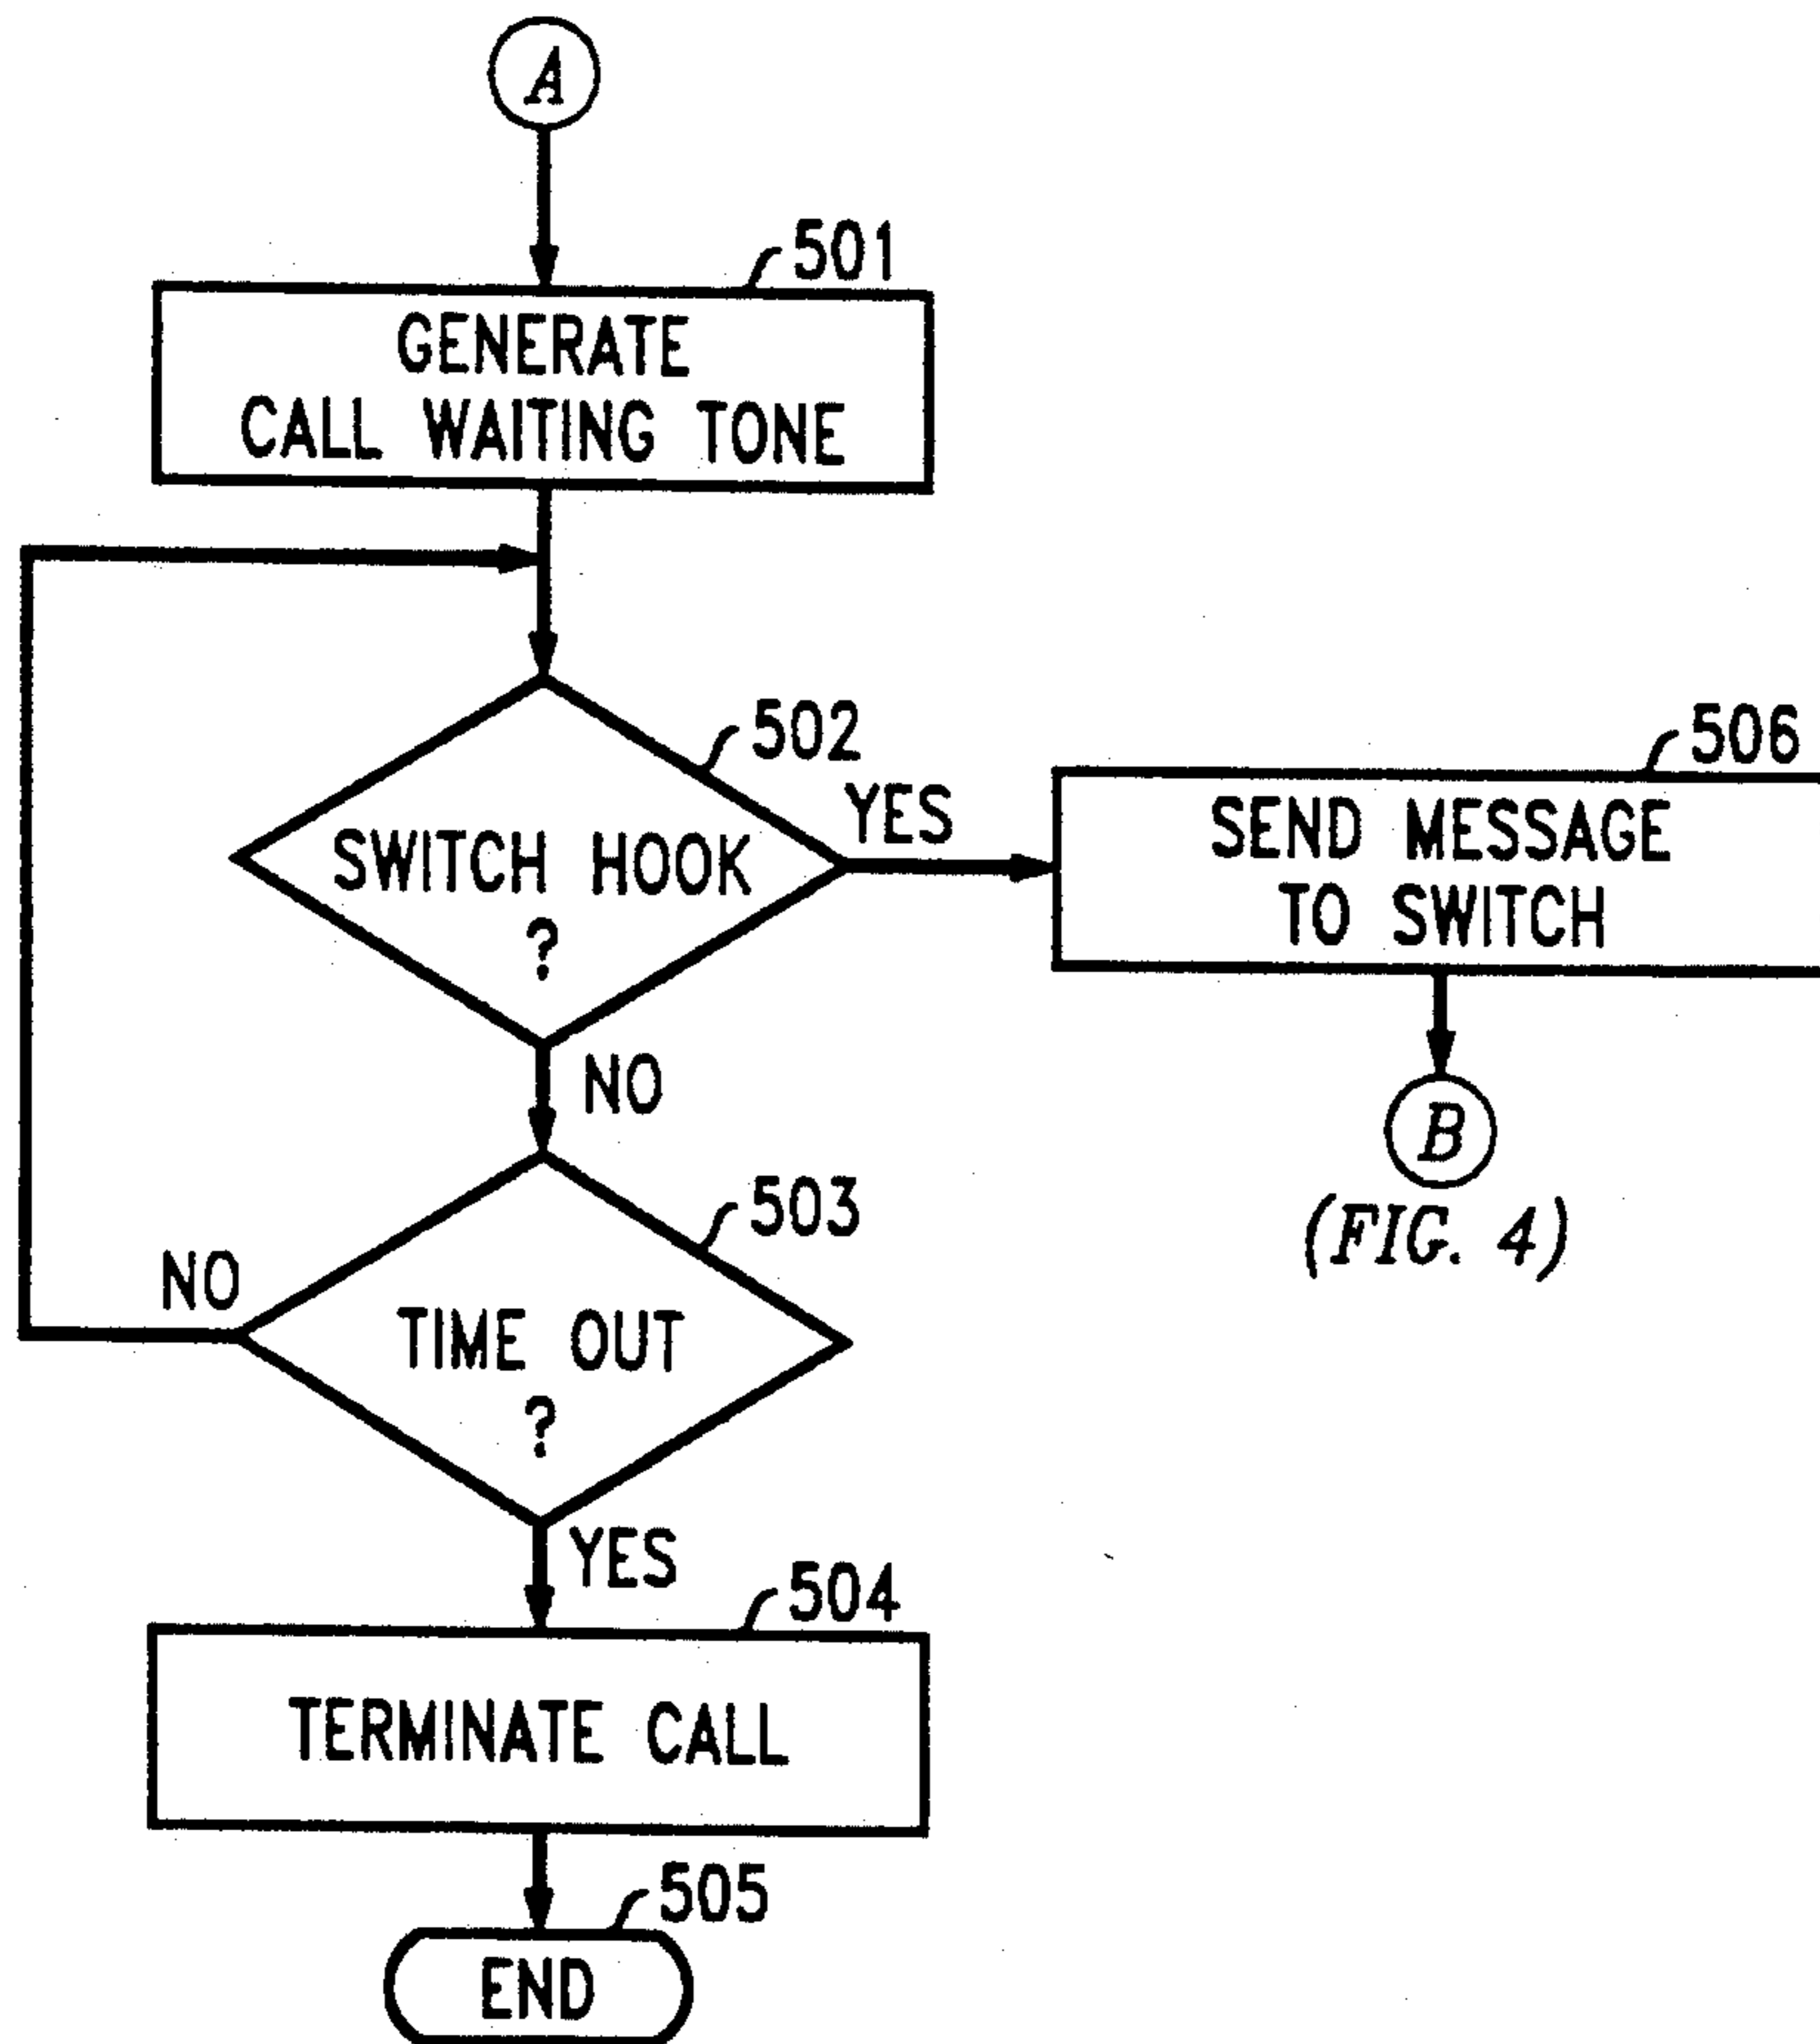 A
501
GENERATE
CALL WAITING TONE
502
SWITCH HOOK
?
YES
506
SEND MESSAGE
TO SWITCH
B
(FIG. 4)
NO
503
TIME OUT
?
NO
YES
504
TERMINATE CALL
505
END